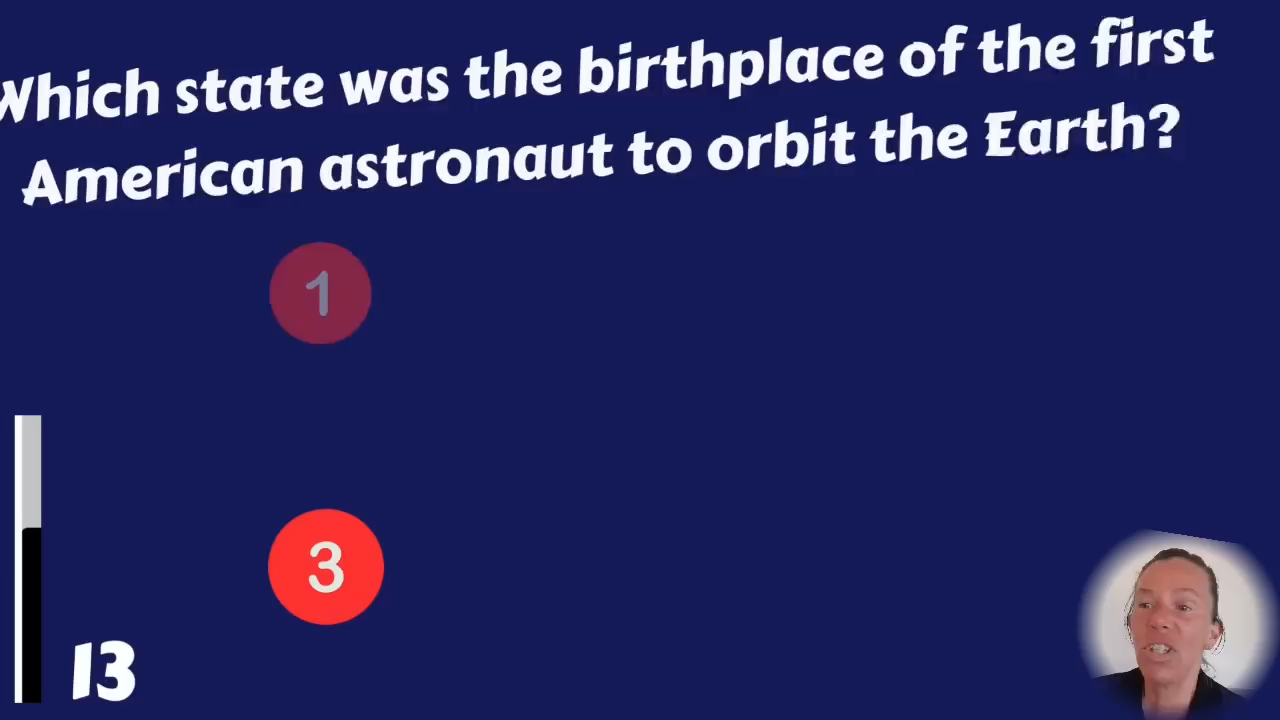 Which state was the birthplace of the first
American astronaut to orbit the Earth?
1
3
13